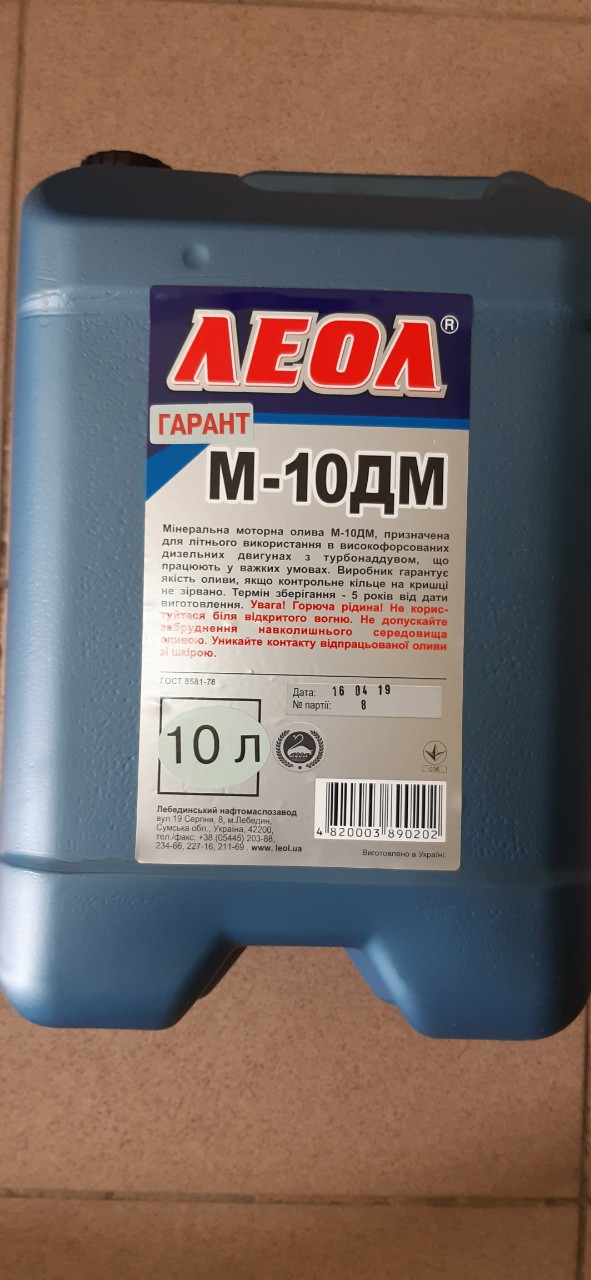 ЛЕОЛ®
ГАРАНТ
М-10ДМ
Мінеральна моторна олива М-10ДМ, призначена
для літнього використання в високофорсованих
дизельних двигунах з турбонаддувом, що
працюють у важких умовах. Виробник гарантує
якість оливи, якщо контрольне кільце на кришці
не зірвано. Термін зберігання - 5 років від дати
виготовлення. Увага! Горюча рідина! Не корис-
туйтеся біля відкритого вогню. Не допускайте
забруднення навколишнього середовища
оливою. Уникайте контакту відпрацьованої оливи
зі шкірою.
ГОСТ 8581-78
Дата: 16 04 19
№ партії: 8
10 л
Лебединський нафтомаслозавод
вул.19 Серпня, 8, м.Лебедин,
Сумська обл., Україна, 42200,
тел./факс: +38 (05445) 203-88,
234-66, 227-16, 211-69 . www. leol.ua
4 820003 890202
Виготовлено в Україні.